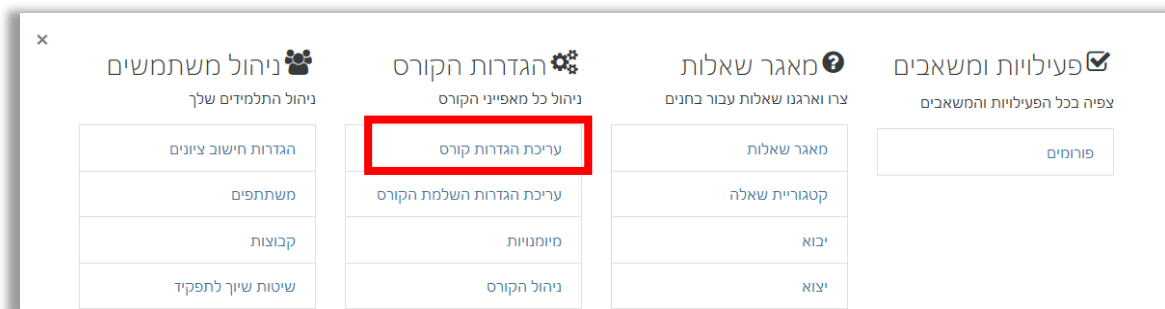 ×
פעילויות ומשאבים
צפיה בכל הפעילויות והמשאבים
פורומים
מאגר שאלות
צרו וארגנו שאלות עבור בחנים
מאגר שאלות
קטגוריית שאלה
יבוא
יצוא
הגדרות הקורס
ניהול כל מאפייני הקורס
עריכת הגדרות קורס
עריכת הגדרות השלמת הקורס
מיומנויות
ניהול הקורס
ניהול משתמשים
ניהול התלמידים שלך
הגדרות חישוב ציונים
משתתפים
קבוצות
שיטות שיוך לתפקיד